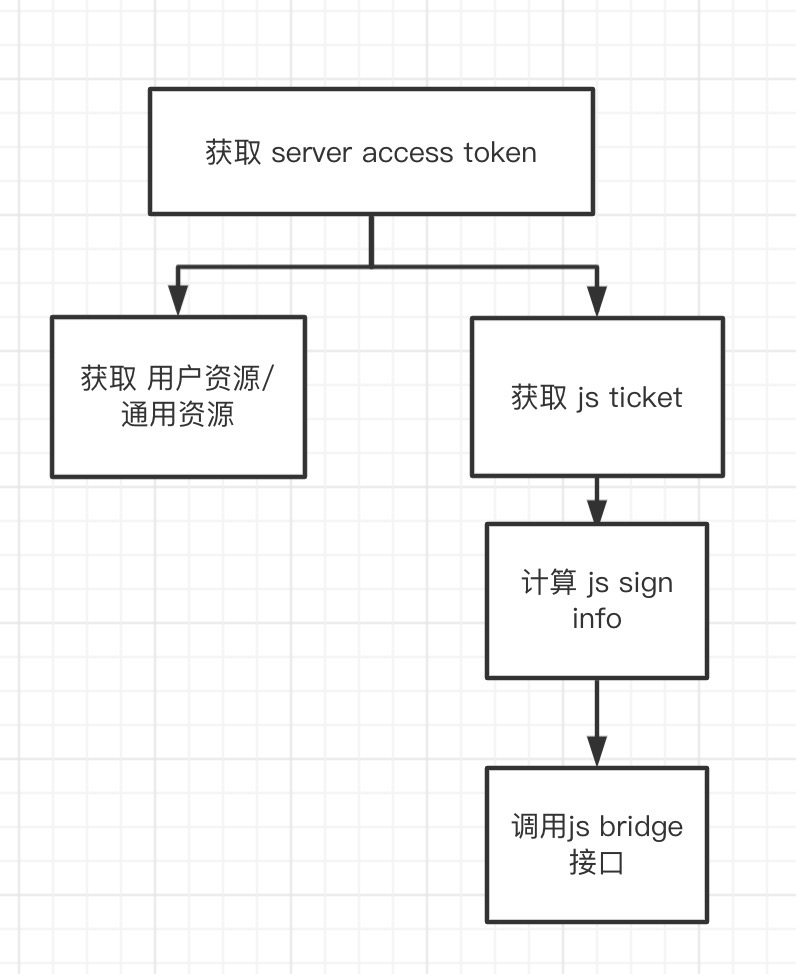 获取 server access token
获取 用户资源/
通用资源
获取 js ticket
计算 js sign
info
调用js bridge
接口